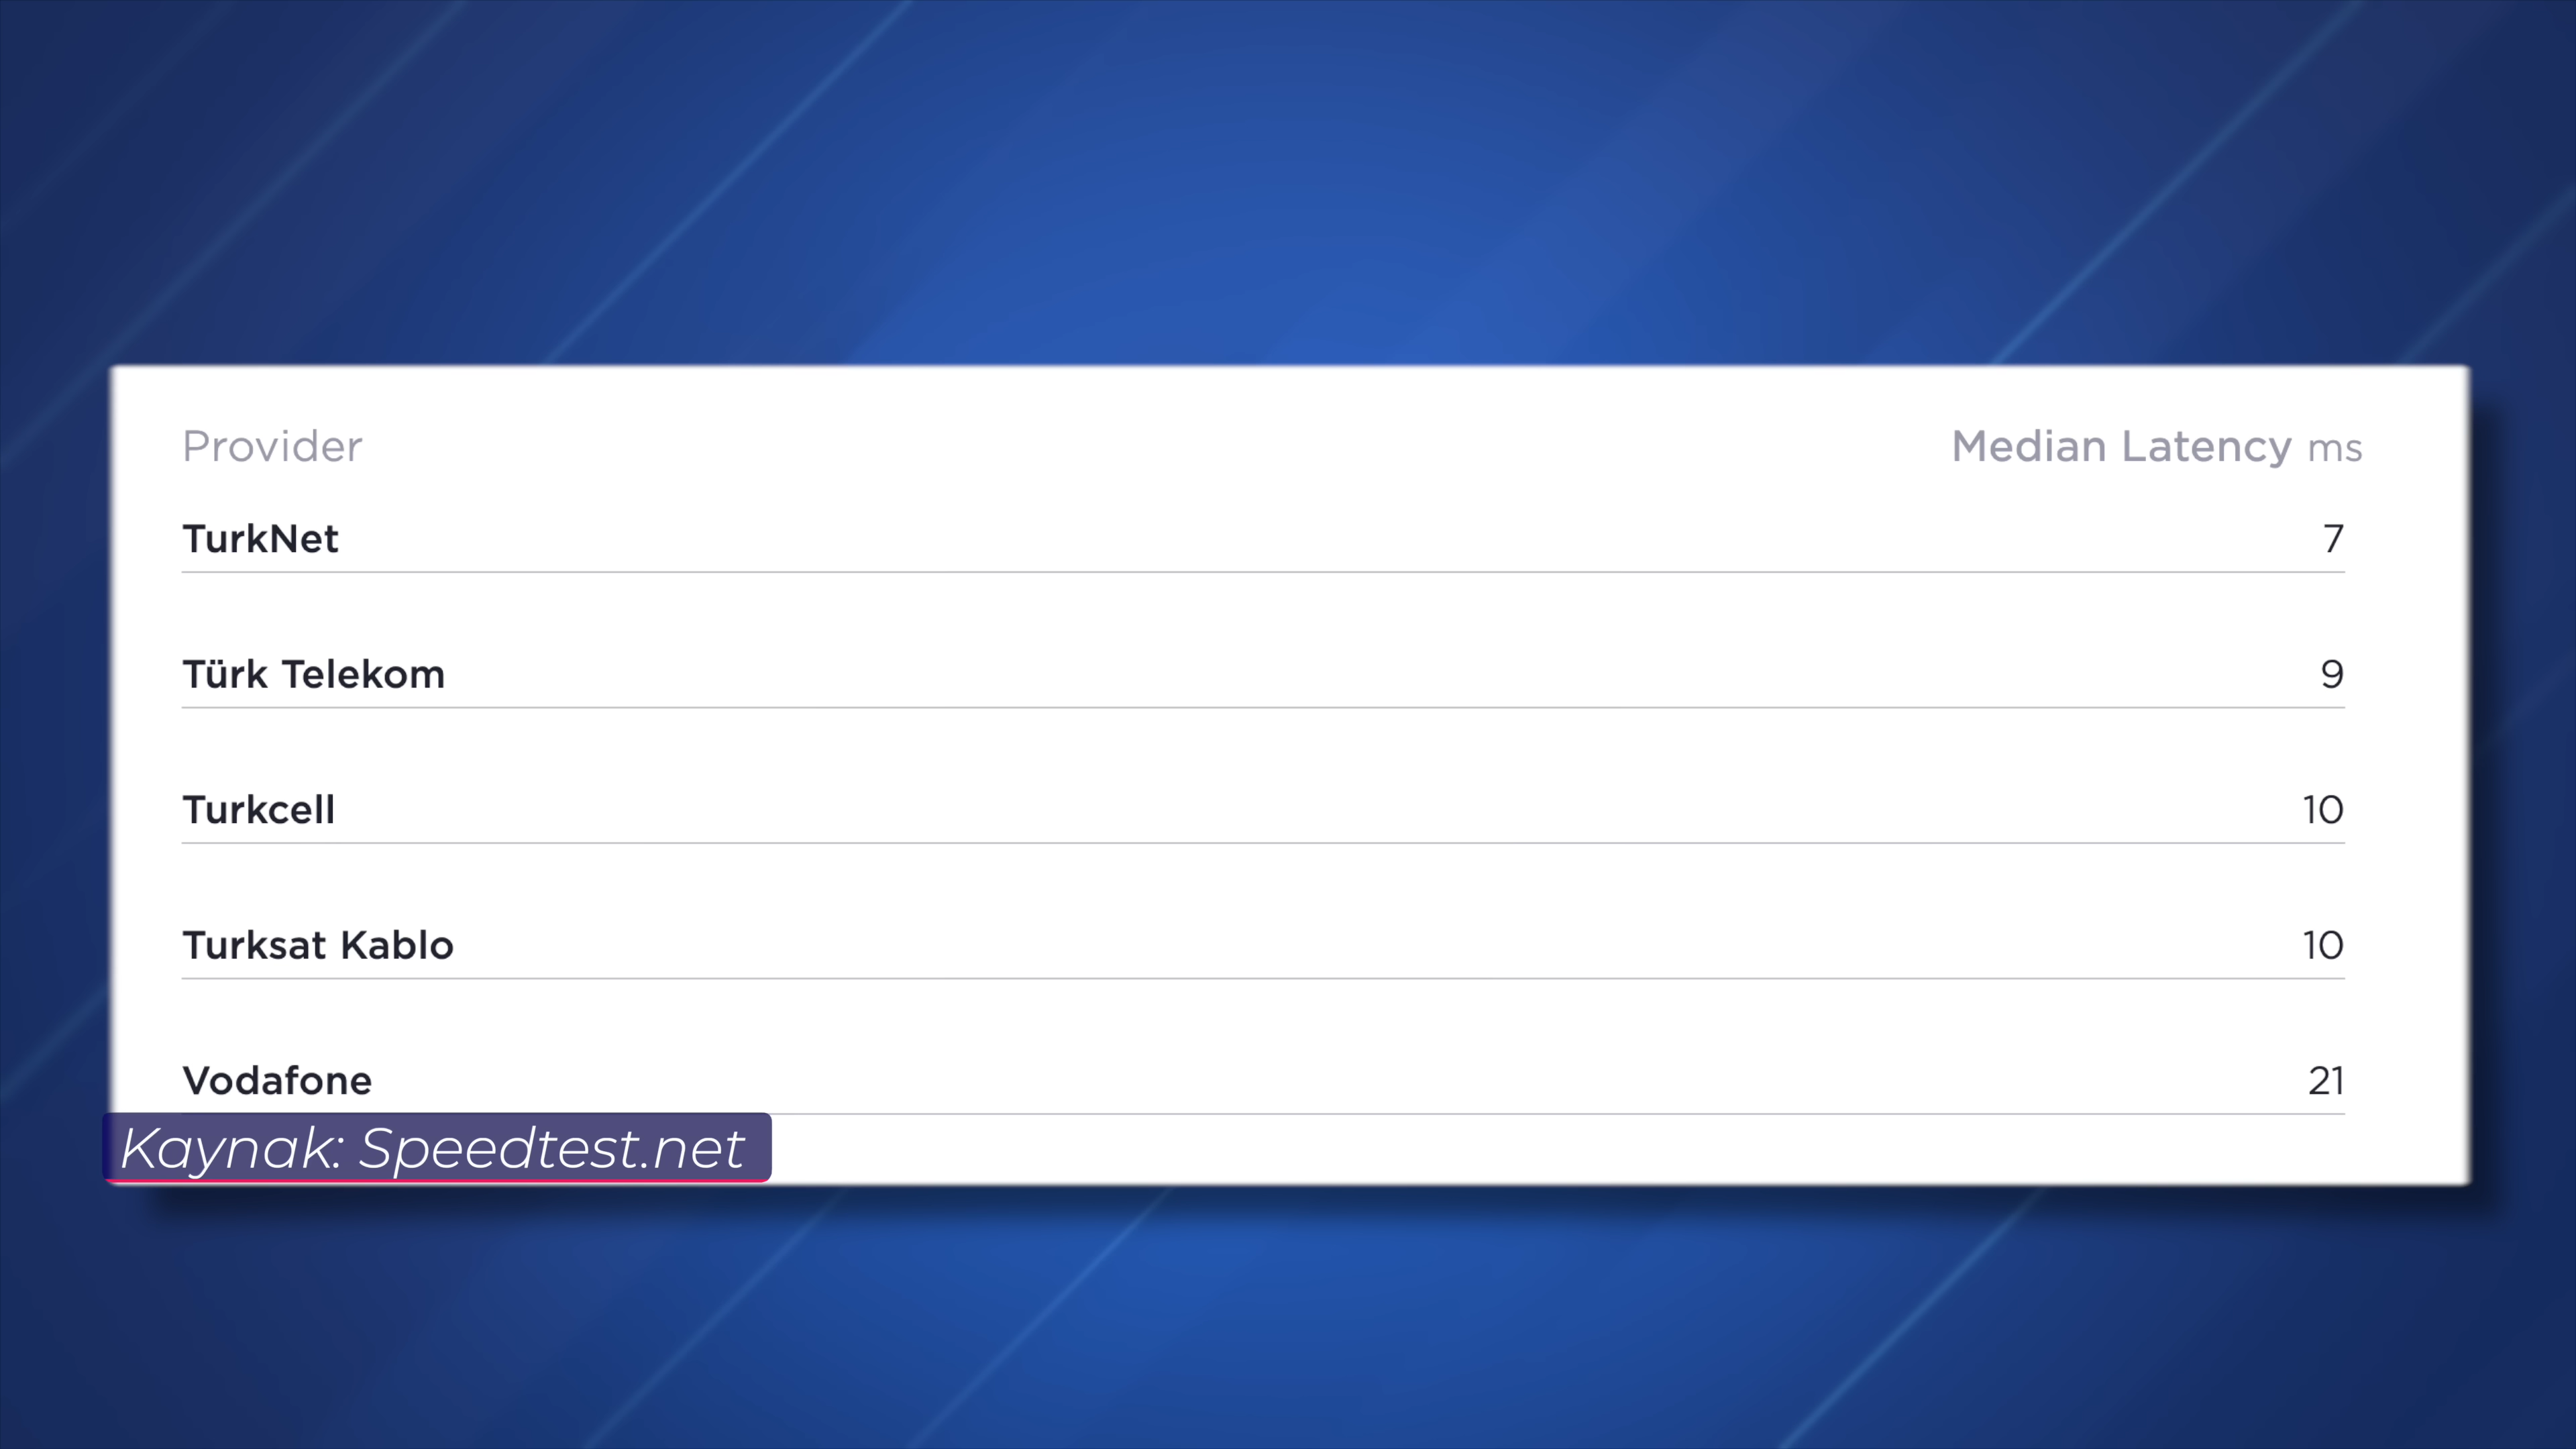 Provider Median Latency ms
TurkNet 7
Türk Telekom 9
Turkcell 10
Turksat Kablo 10
Vodafone 21
Kaynak: Speedtest.net